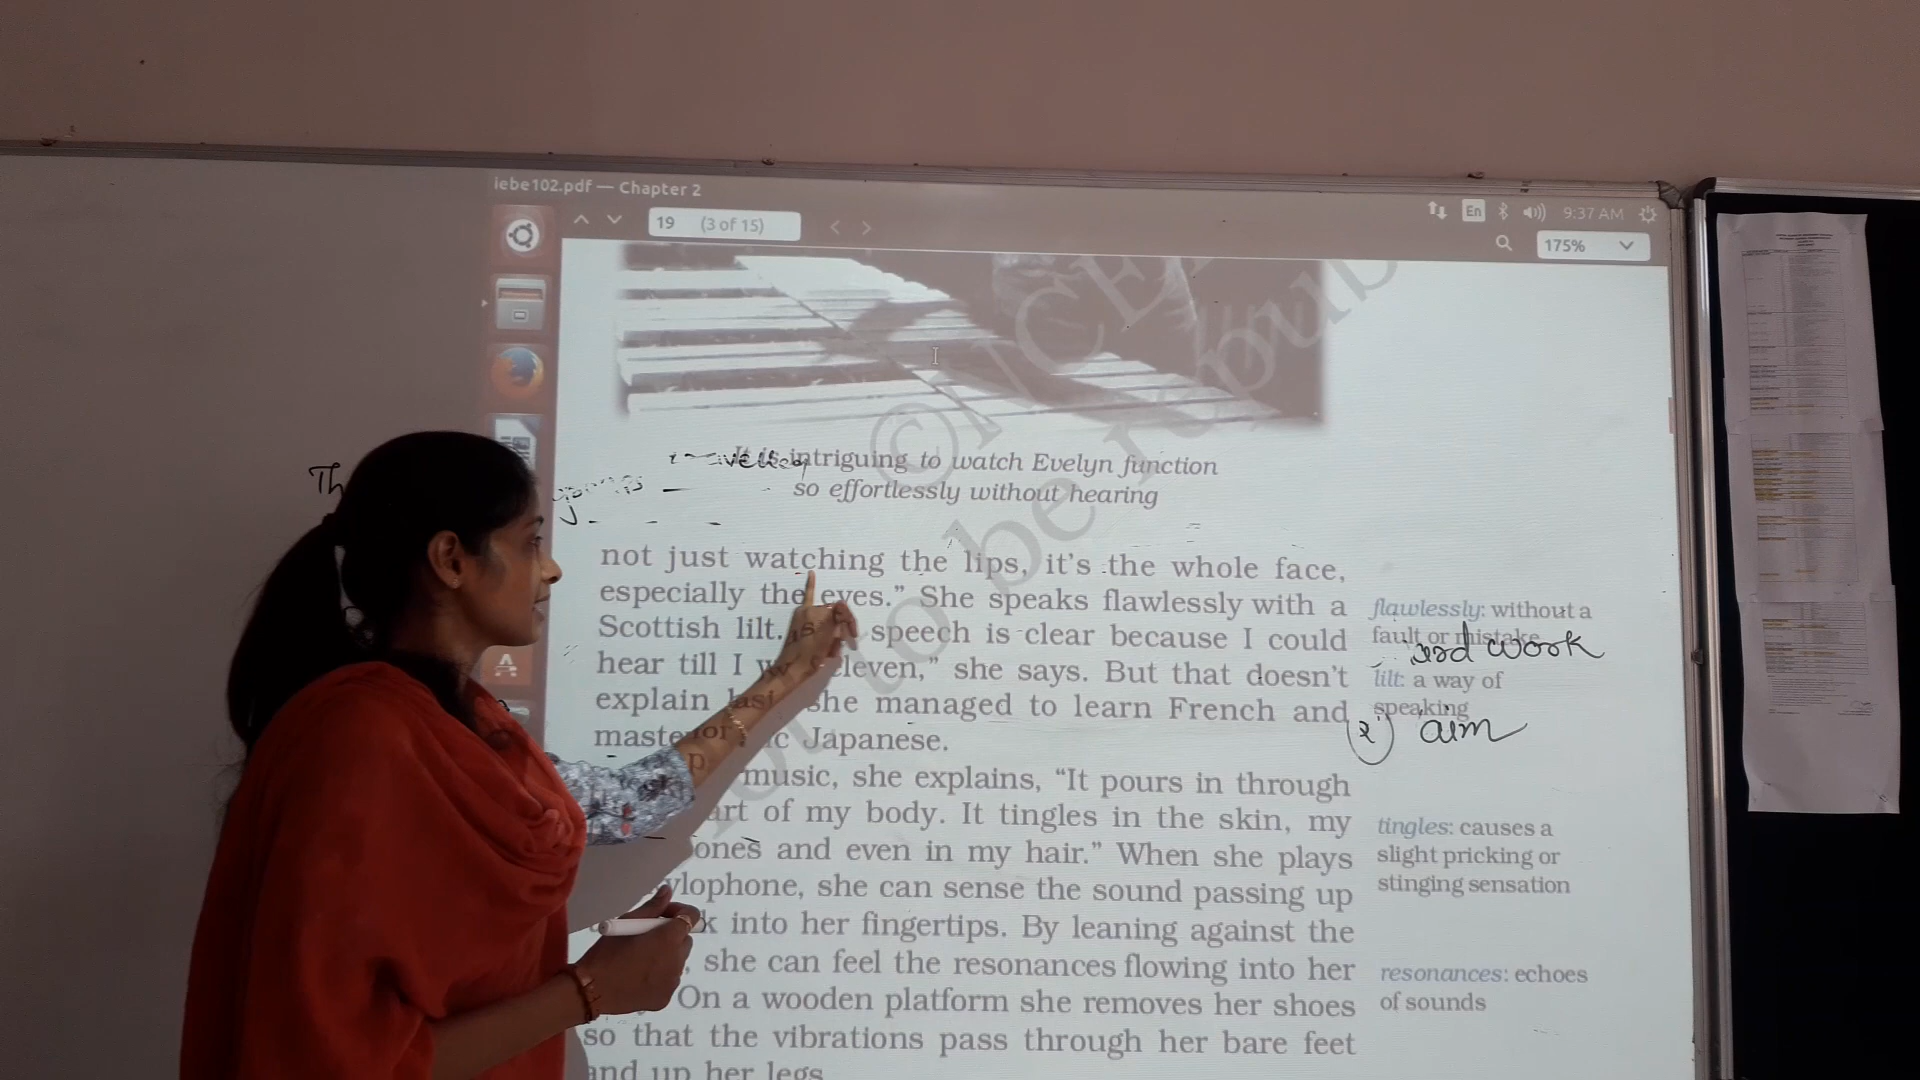 iebe102.pdf — Chapter 2
19 (3 of 15)
En 9:37 AM
175%
©NCE
to be repub
It is intriguing to watch Evelyn function
so effortlessly without hearing
Th
not just watching the lips, it's the whole face,
especially the eyes.” She speaks flawlessly with a
Scottish lilt. speech is clear because I could
hear till I eleven,” she says. But that doesn't
explain she managed to learn French and
Japanese.
music, she explains, “It pours in through
art of my body. It tingles in the skin, my
ones and even in my hair.” When she plays
ylophone, she can sense the sound passing up
k into her fingertips. By leaning against the
, she can feel the resonances flowing into her
On a wooden platform she removes her shoes
so that the vibrations pass through her bare feet
and up her legs
flawlessly: without a
fault or mistake
work
lilt: a way of
speaking
2) aim
tingles: causes a
slight pricking or
stinging sensation
resonances: echoes
of sounds